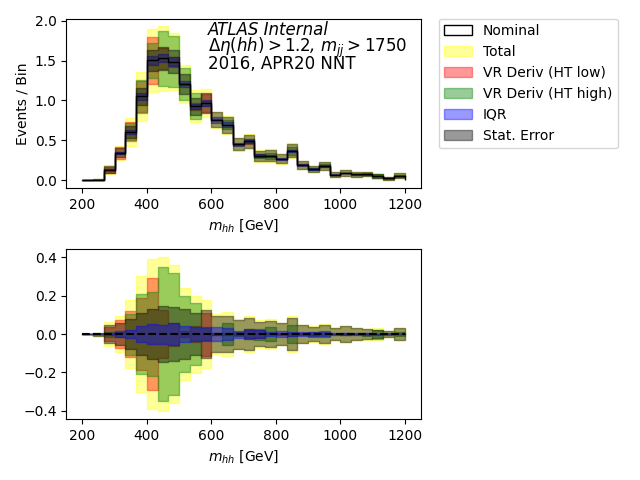 ATLAS Internal
Δη(hh) > 1.2, m_jj > 1750
2016, APR20 NNT
Events / Bin
2.0
1.5
1.0
0.5
0.0
200 400 600 800 1000 1200
m_hh [GeV]
Nominal
Total
VR Deriv (HT low)
VR Deriv (HT high)
IQR
Stat. Error
0.4
0.2
0.0
−0.2
−0.4
200 400 600 800 1000 1200
m_hh [GeV]